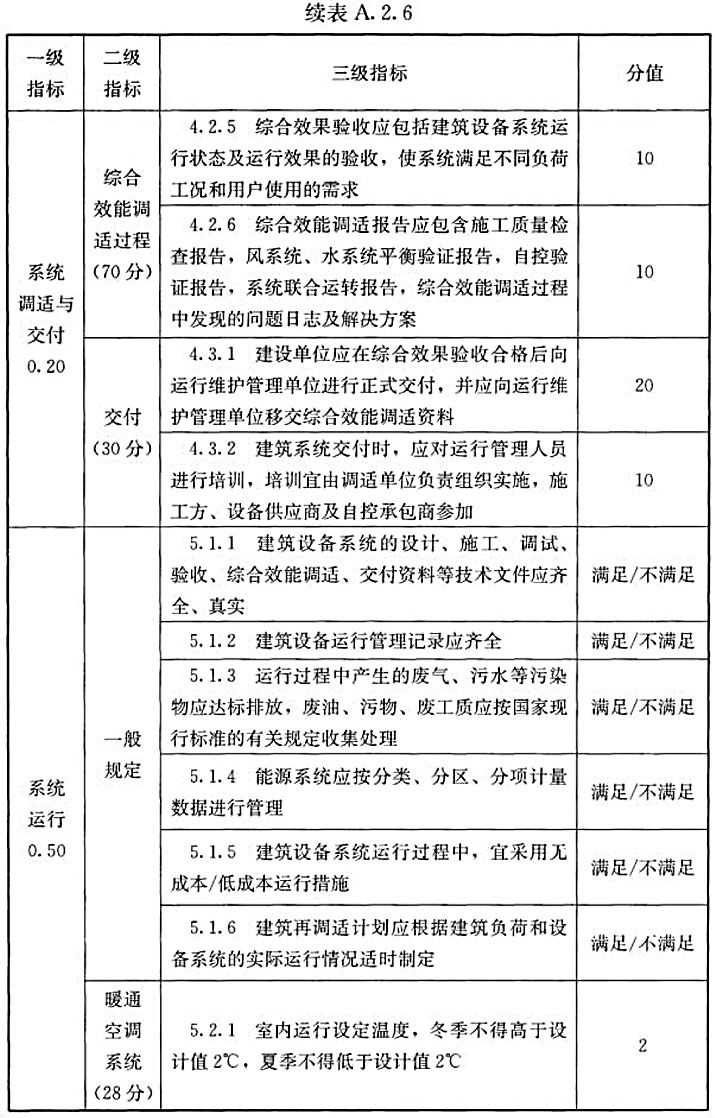 续表 A.2.6
一级
指标
二级
指标
三级指标
分值
系统
调适与
交付
0.20
综合
效能调
适过程
(70分)
4.2.5 综合效果验收应包括建筑设备系统运
行状态及运行效果的验收，使系统满足不同负荷
工况和用户使用的需求
10
4.2.6 综合效能调适报告应包含施工质量检
查报告，风系统、水系统平衡验证报告，自控验
证报告，系统联合运转报告，综合效能调适过程
中发现的问题日志及解决方案
10
交付
(30分)
4.3.1 建设单位应在综合效果验收合格后向
运行维护管理单位进行正式交付，并应向运行维
护管理单位移交综合效能调适资料
20
4.3.2 建筑系统交付时，应对运行管理人员
进行培训，培训宜由调适单位负责组织实施，施
工方、设备供应商及自控承包商参加
10
系统
运行
0.50
一般
规定
5.1.1 建筑设备系统的设计、施工、调试、
验收、综合效能调适、交付资料等技术文件应齐
全、真实
满足/不满足
5.1.2 建筑设备运行管理记录应齐全
满足/不满足
5.1.3 运行过程中产生的废气、污水等污染
物应达标排放，废油、污物、废工质应按国家现
行标准的有关规定收集处理
满足/不满足
5.1.4 能源系统应按分类、分区、分项计量
数据进行管理
满足/不满足
5.1.5 建筑设备系统运行过程中，宜采用无
成本/低成本运行措施
满足/不满足
5.1.6 建筑再调适计划应根据建筑负荷和设
备系统的实际运行情况适时制定
满足/不满足
暖通
空调
系统
(28分)
5.2.1 室内运行设定温度，冬季不得高于设
计值2℃，夏季不得低于设计值2℃
2